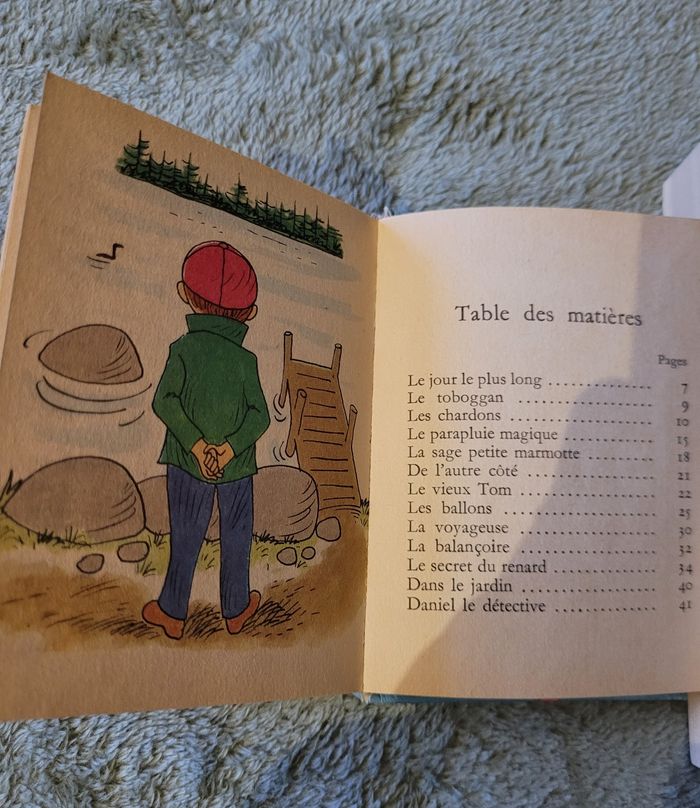 Table des matières
Pages
Le jour le plus long .............. 7
Le toboggan .............. 9
Les chardons .............. 10
Le parapluie magique .............. 15
La sage petite marmotte .............. 18
De l'autre côté .............. 21
Le vieux Tom .............. 22
Les ballons .............. 25
La voyageuse .............. 30
La balançoire .............. 32
Le secret du renard .............. 34
Dans le jardin .............. 40
Daniel le détective .............. 41